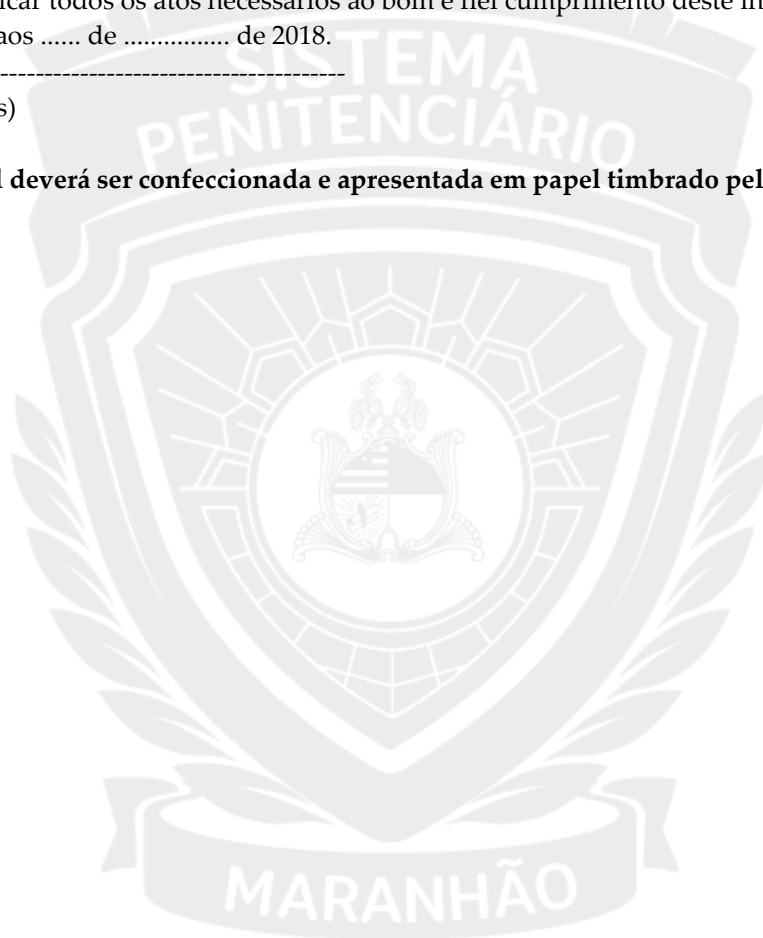 icar todos os atos necessários ao bom e fiel cumprimento deste in
aos ...... de ............... de 2018.
---------------------------------------
s)
SISTEMA
PENITENCIÁRIO
l deverá ser confeccionada e apresentada em papel timbrado pel
MARANHÃO